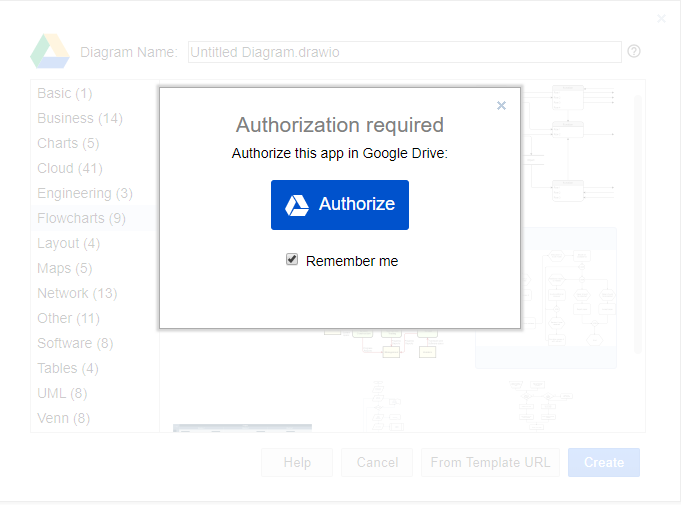 Diagram Name: Untitled Diagram.drawio
Basic (1)
Business (14)
Charts (5)
Cloud (41)
Engineering (3)
Flowcharts (9)
Layout (4)
Maps (5)
Network (13)
Other (11)
Software (8)
Tables (4)
UML (8)
Venn (8)
Authorization required
Authorize this app in Google Drive:
Authorize
Remember me
Help Cancel From Template URL Create